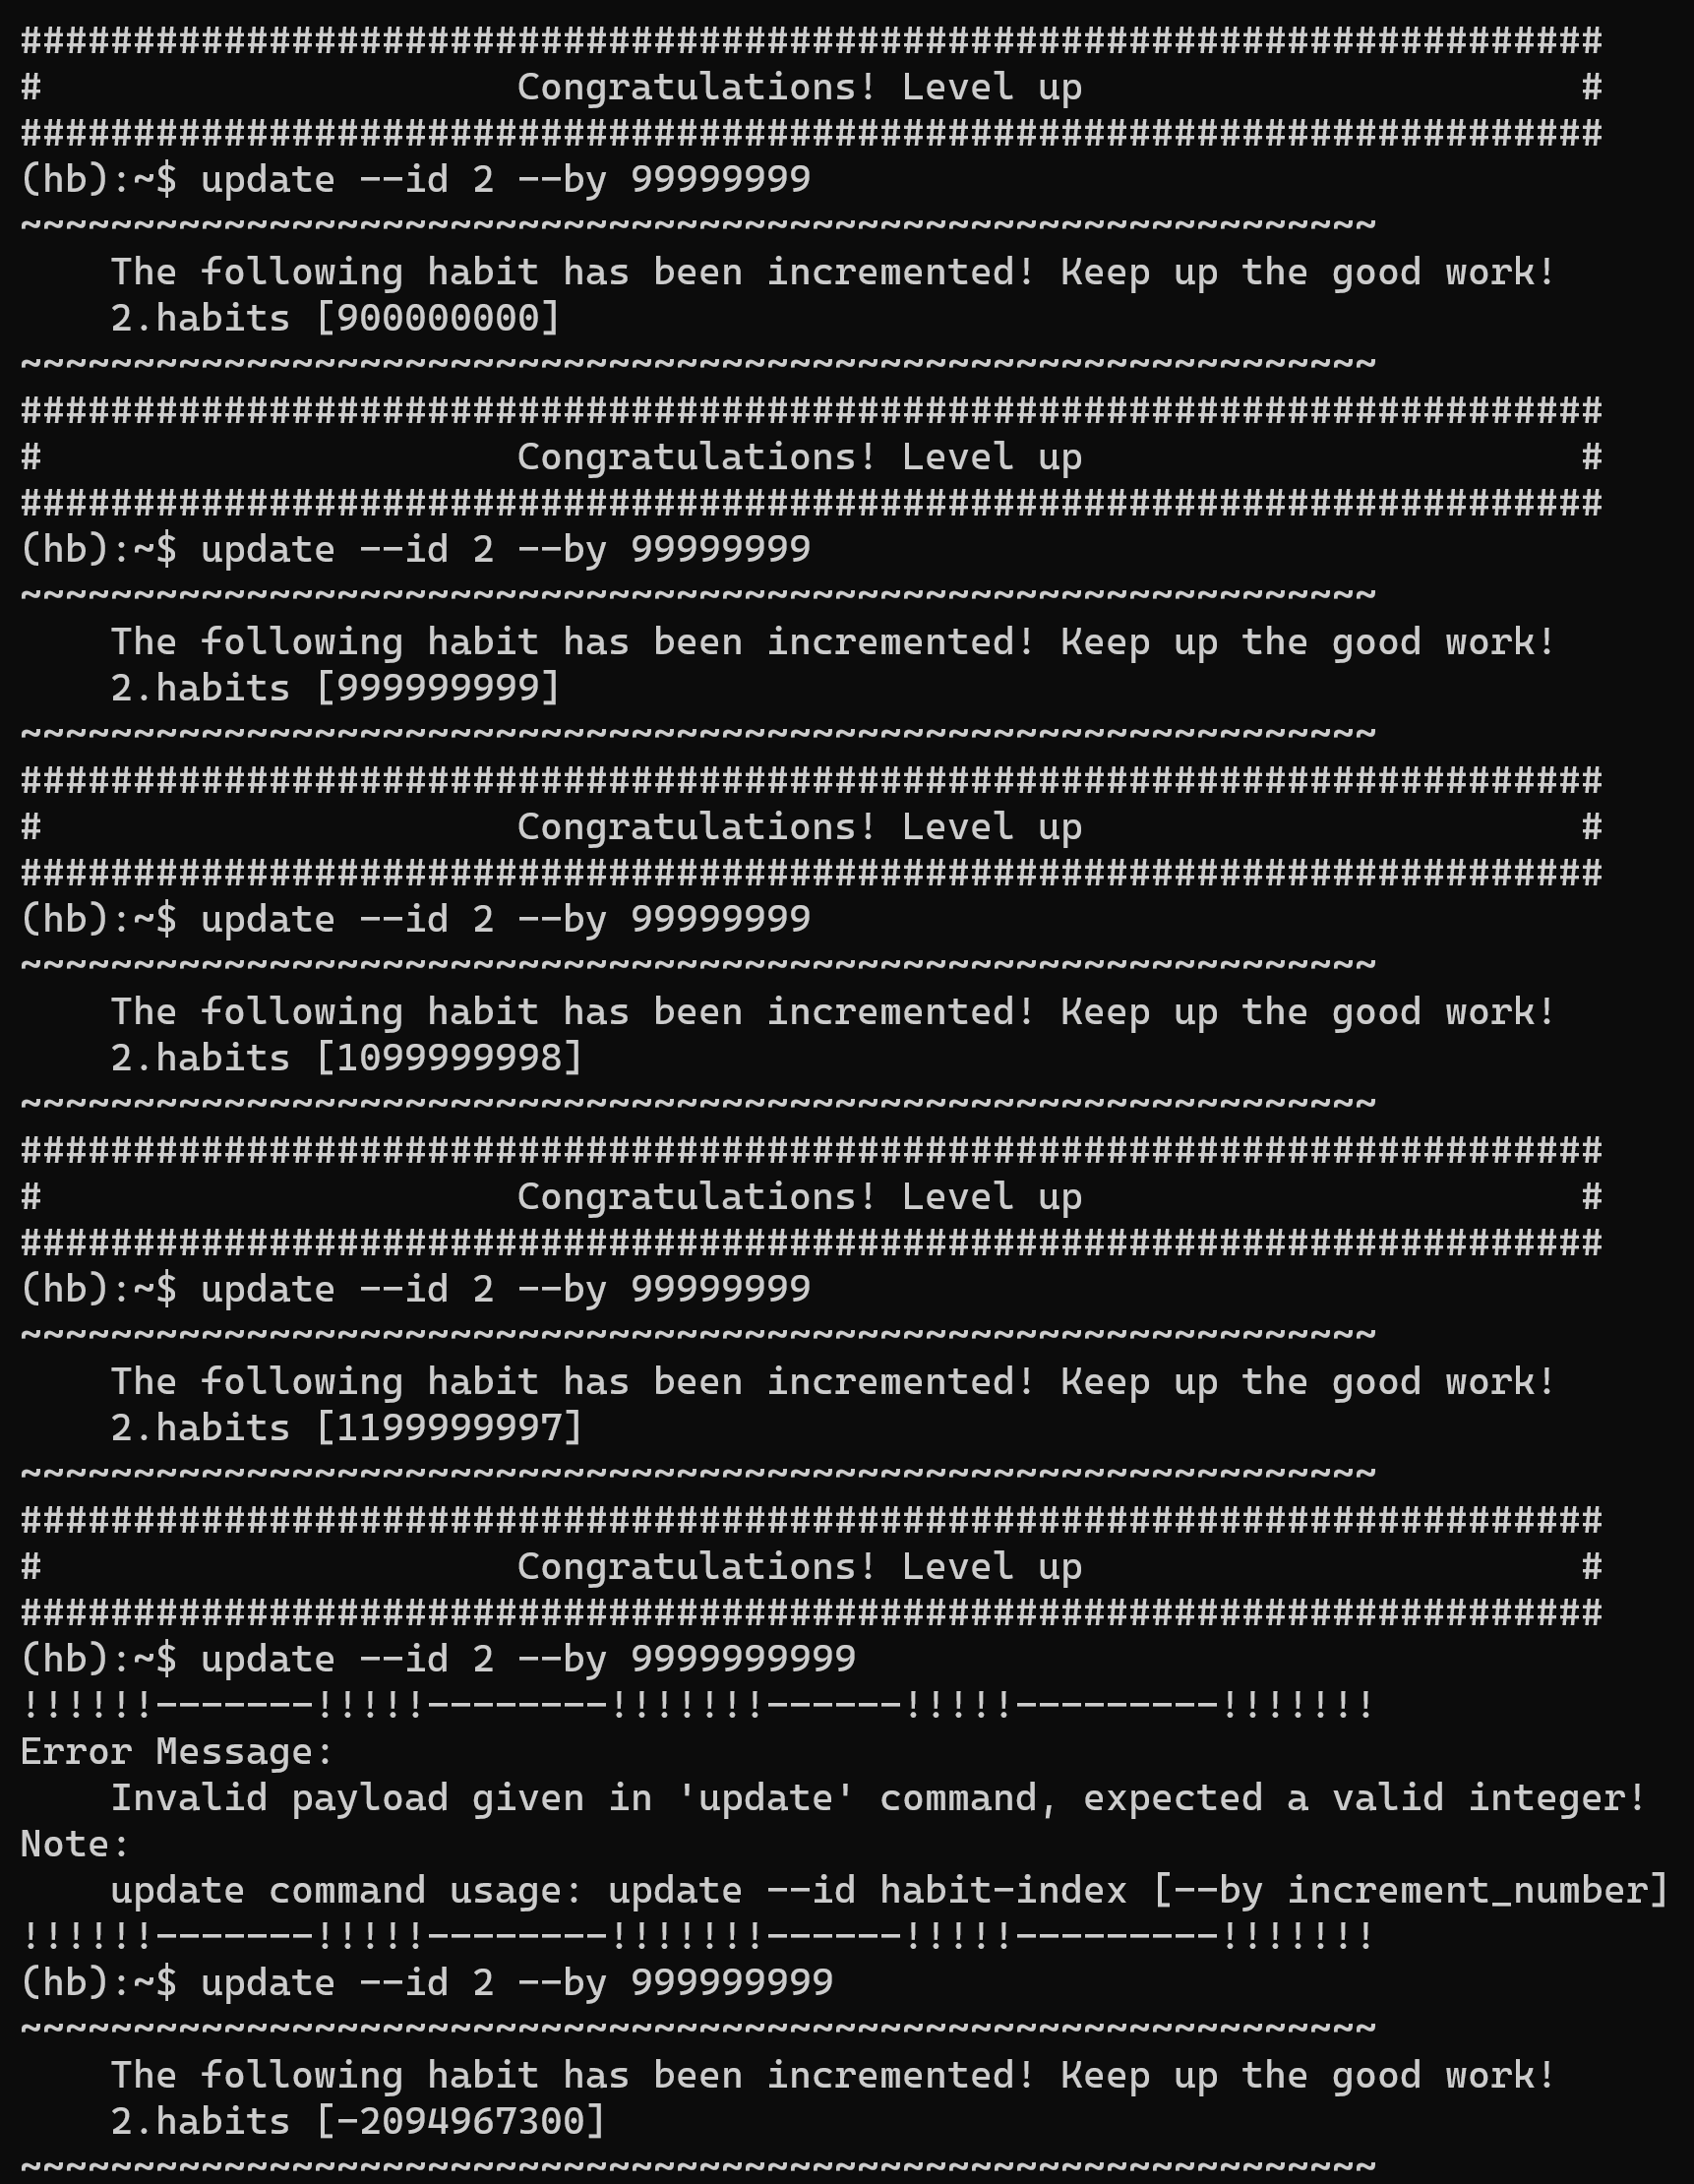 ######################################################################
#                     Congratulations! Level up                      #
######################################################################
(hb):~$ update --id 2 --by 99999999
~~~~~~~~~~~~~~~~~~~~~~~~~~~~~~~~~~~~~~~~~~~~~~~~~~~~~~~~~~~~
    The following habit has been incremented! Keep up the good work!
    2.habits [900000000]
~~~~~~~~~~~~~~~~~~~~~~~~~~~~~~~~~~~~~~~~~~~~~~~~~~~~~~~~~~~~
######################################################################
#                     Congratulations! Level up                      #
######################################################################
(hb):~$ update --id 2 --by 99999999
~~~~~~~~~~~~~~~~~~~~~~~~~~~~~~~~~~~~~~~~~~~~~~~~~~~~~~~~~~~~
    The following habit has been incremented! Keep up the good work!
    2.habits [999999999]
~~~~~~~~~~~~~~~~~~~~~~~~~~~~~~~~~~~~~~~~~~~~~~~~~~~~~~~~~~~~
######################################################################
#                     Congratulations! Level up                      #
######################################################################
(hb):~$ update --id 2 --by 99999999
~~~~~~~~~~~~~~~~~~~~~~~~~~~~~~~~~~~~~~~~~~~~~~~~~~~~~~~~~~~~
    The following habit has been incremented! Keep up the good work!
    2.habits [1099999998]
~~~~~~~~~~~~~~~~~~~~~~~~~~~~~~~~~~~~~~~~~~~~~~~~~~~~~~~~~~~~
######################################################################
#                     Congratulations! Level up                      #
######################################################################
(hb):~$ update --id 2 --by 99999999
~~~~~~~~~~~~~~~~~~~~~~~~~~~~~~~~~~~~~~~~~~~~~~~~~~~~~~~~~~~~
    The following habit has been incremented! Keep up the good work!
    2.habits [1199999997]
~~~~~~~~~~~~~~~~~~~~~~~~~~~~~~~~~~~~~~~~~~~~~~~~~~~~~~~~~~~~
######################################################################
#                     Congratulations! Level up                      #
######################################################################
(hb):~$ update --id 2 --by 9999999999
!!!!!!-------!!!!!--------!!!!!!!------!!!!!---------!!!!!!!
Error Message:
    Invalid payload given in 'update' command, expected a valid integer!
Note:
    update command usage: update --id habit-index [--by increment_number]
!!!!!!-------!!!!!--------!!!!!!!------!!!!!---------!!!!!!!
(hb):~$ update --id 2 --by 999999999
~~~~~~~~~~~~~~~~~~~~~~~~~~~~~~~~~~~~~~~~~~~~~~~~~~~~~~~~~~~~
    The following habit has been incremented! Keep up the good work!
    2.habits [-2094967300]
~~~~~~~~~~~~~~~~~~~~~~~~~~~~~~~~~~~~~~~~~~~~~~~~~~~~~~~~~~~~